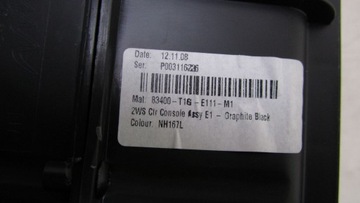 Date: 12.11.08
Ser: P003116236
Mat: 83400-T1G-E111-M1
2WS Ctr Console Assy E1 - Graphite Black
Colour: NH167L